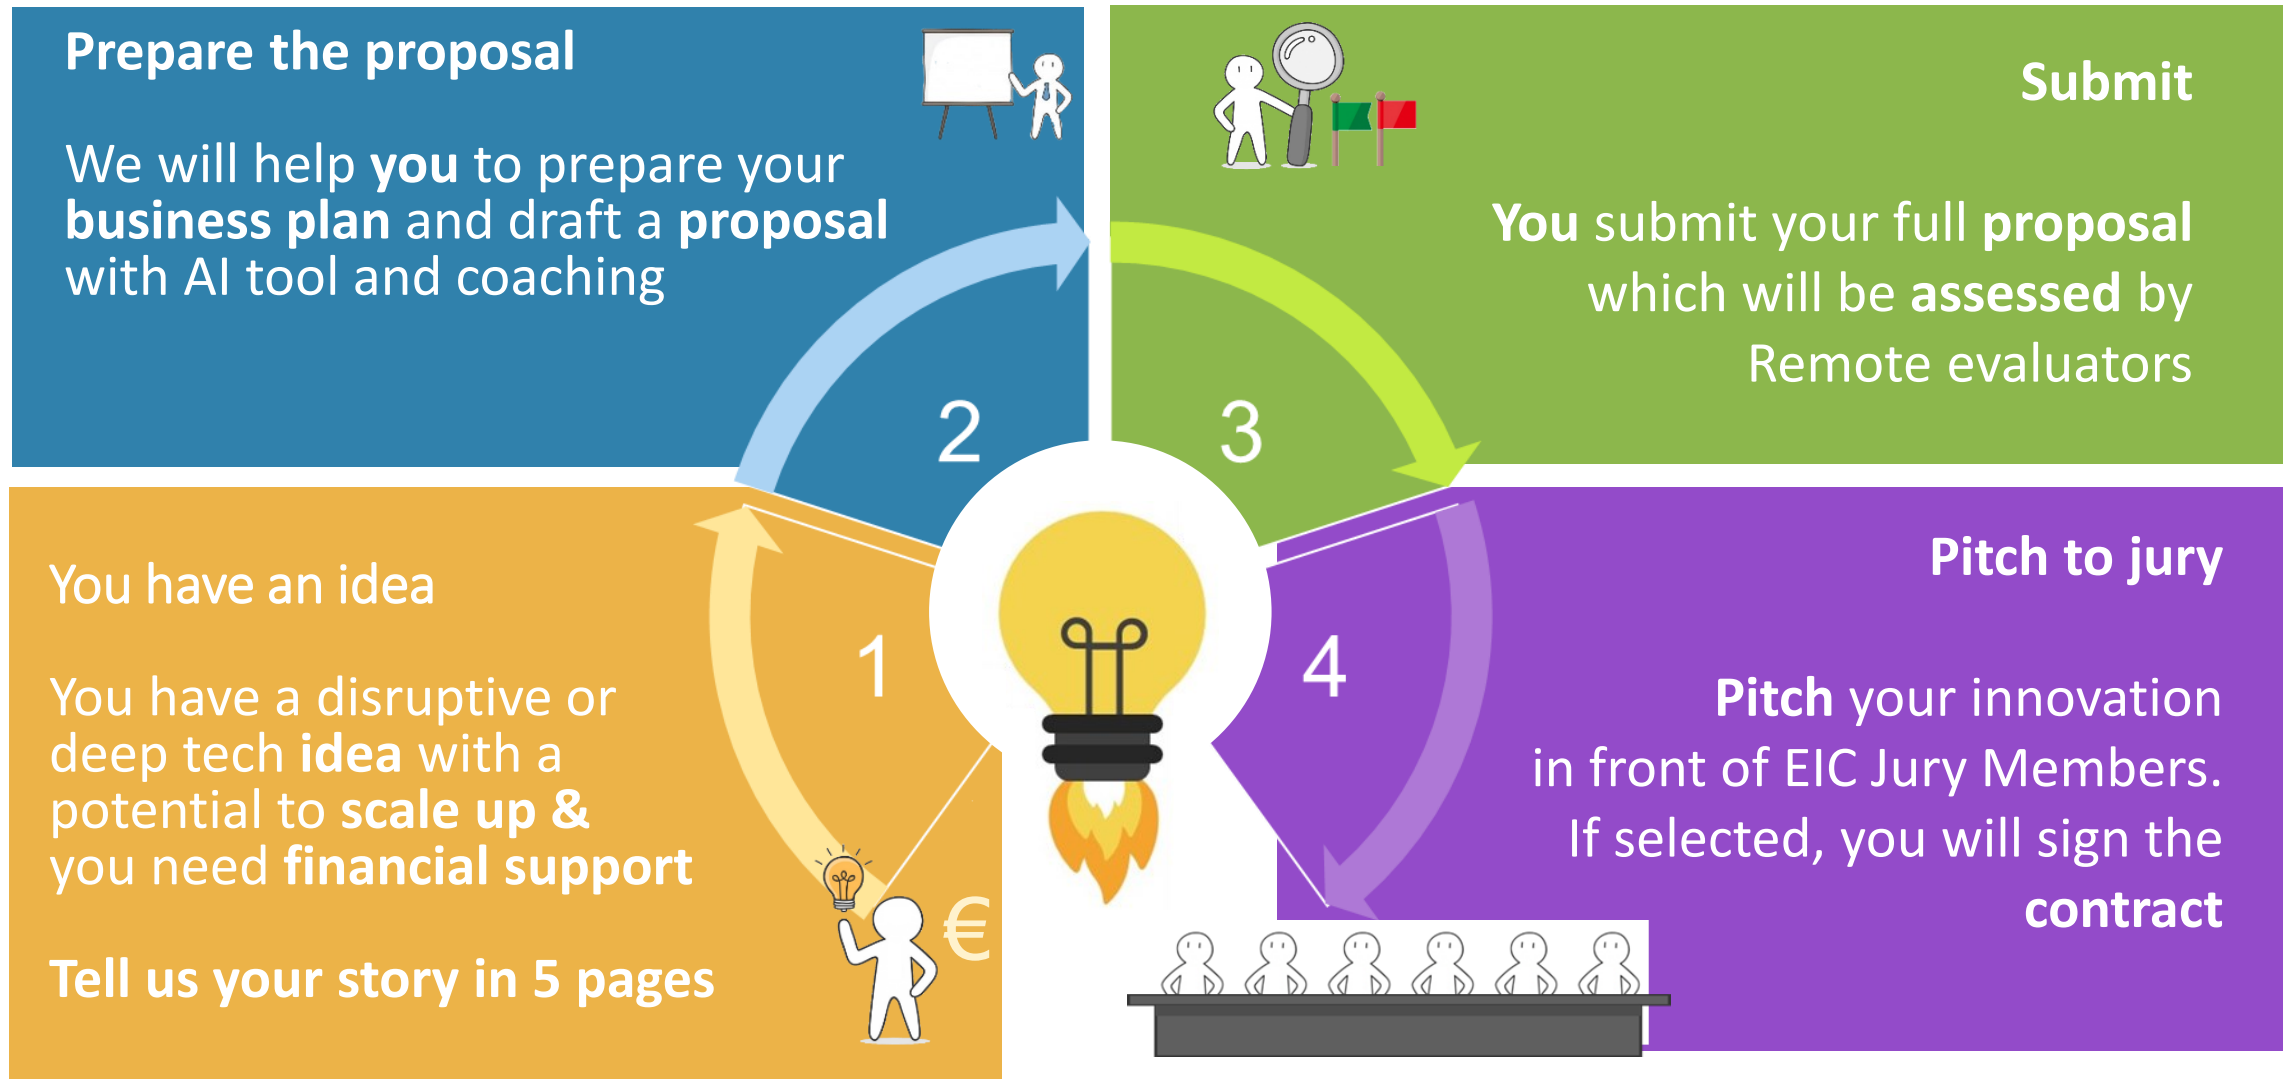 You have an idea
You have a disruptive or
deep tech idea with a
potential to scale up &
you need financial support
Tell us your story in 5 pages
€
1
Prepare the proposal
We will help you to prepare your
business plan and draft a proposal
with AI tool and coaching
2
Submit
You submit your full proposal
which will be assessed by
Remote evaluators
3
Pitch to jury
Pitch your innovation
in front of EIC Jury Members.
If selected, you will sign the
contract
4